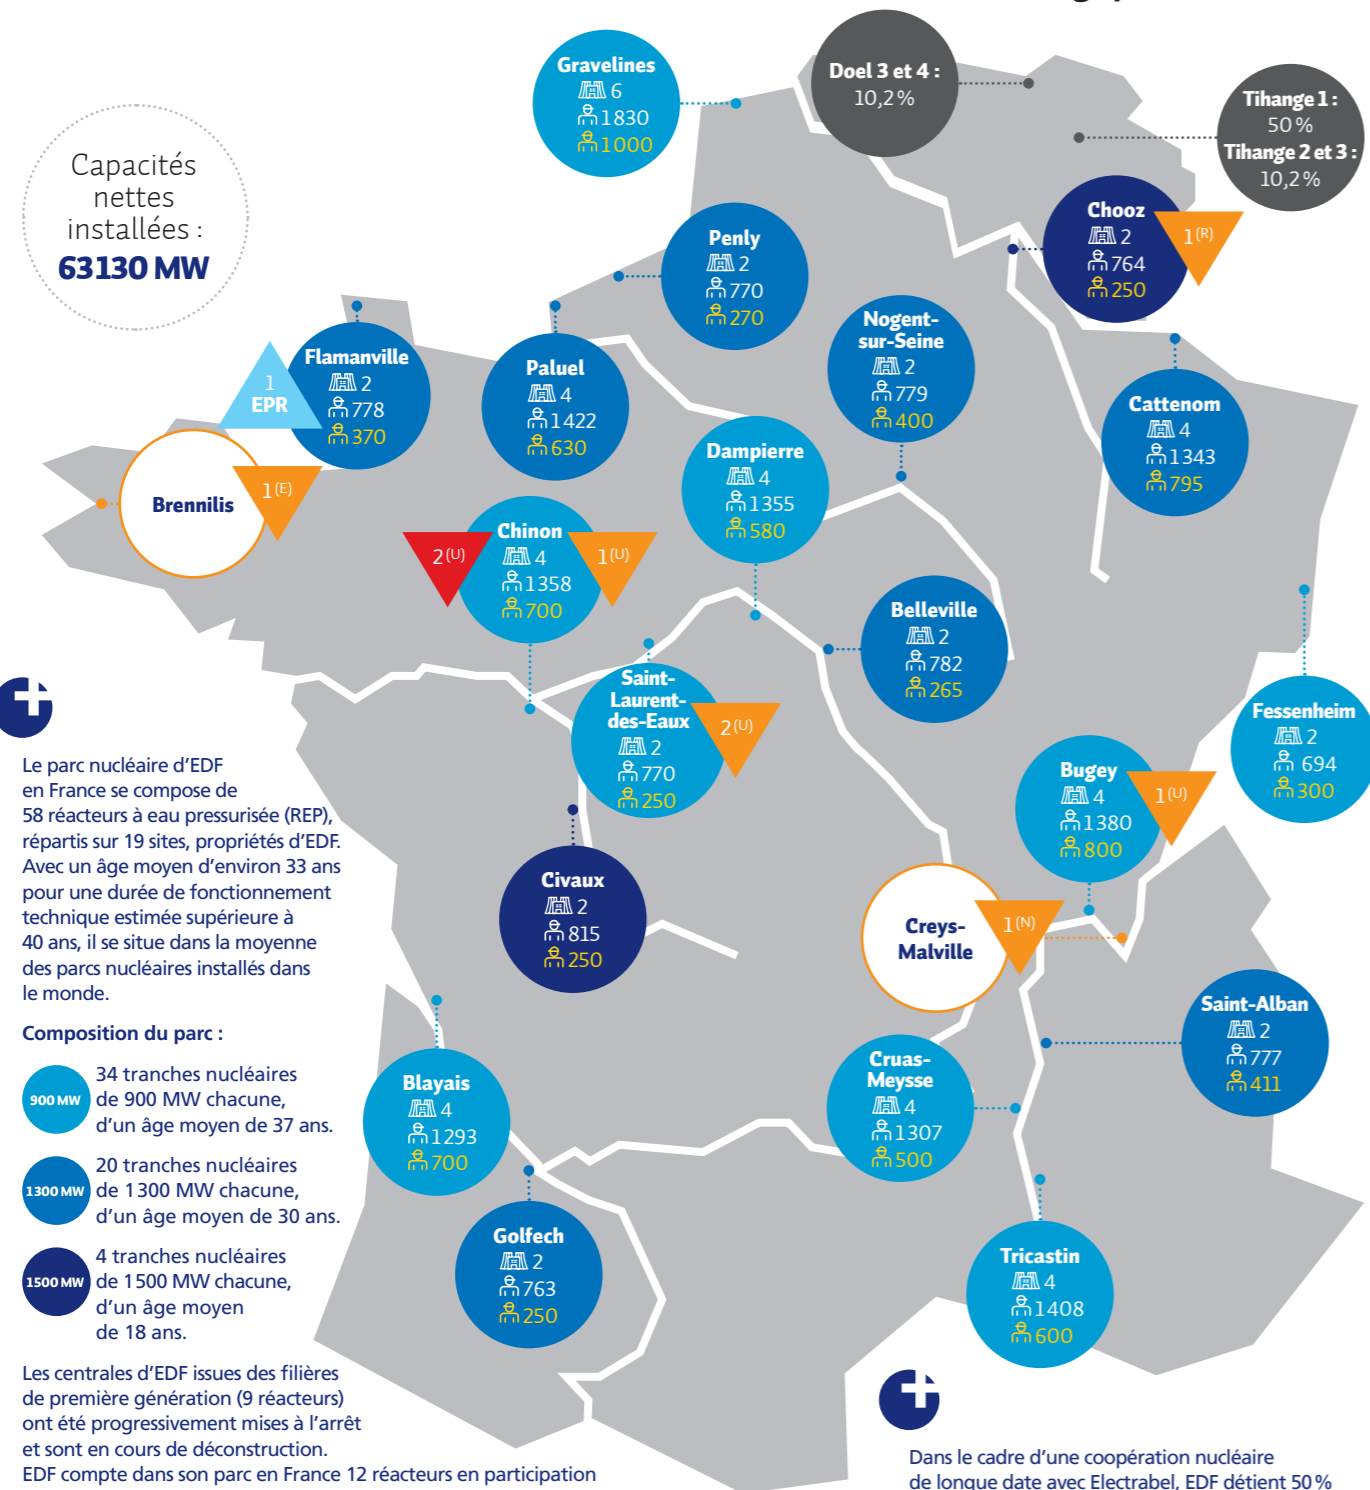 Gravelines
6
1830
1000
Doel 3 et 4 :
10,2 %
Tihange 1 :
50 %
Tihange 2 et 3 :
10,2 %
Capacités
nettes
installées :
63130 MW
Chooz
2
764
250
1(R)
Penly
2
770
270
Nogent-
sur-Seine
2
779
400
Flamanville
2
778
370
1
EPR
Paluel
4
1422
630
Cattenom
4
1343
795
Dampierre
4
1355
580
Brennilis
1(E)
Chinon
4
1358
700
2(U)
1(U)
Belleville
2
782
265
Saint-
Laurent-
des-Eaux
2
770
250
2(U)
Fessenheim
2
694
300
Bugey
4
1380
800
1(U)
Civaux
2
815
250
Creys-
Malville
1(N)
Saint-Alban
2
777
411
Cruas-
Meysse
4
1307
500
Blayais
4
1293
700
Golfech
2
763
250
Tricastin
4
1408
600
Le parc nucléaire d'EDF
en France se compose de
58 réacteurs à eau pressurisée (REP),
répartis sur 19 sites, propriétés d'EDF.
Avec un âge moyen d'environ 33 ans
pour une durée de fonctionnement
technique estimée supérieure à
40 ans, il se situe dans la moyenne
des parcs nucléaires installés dans
le monde.
Composition du parc :
900 MW
34 tranches nucléaires
de 900 MW chacune,
d'un âge moyen de 37 ans.
1300 MW
20 tranches nucléaires
de 1300 MW chacune,
d'un âge moyen de 30 ans.
1500 MW
4 tranches nucléaires
de 1500 MW chacune,
d'un âge moyen
de 18 ans.
Les centrales d'EDF issues des filières
de première génération (9 réacteurs)
ont été progressivement mises à l'arrêt
et sont en cours de déconstruction.
EDF compte dans son parc en France 12 réacteurs en participation
Dans le cadre d'une coopération nucléaire
de longue date avec Electrabel, EDF détient 50 %